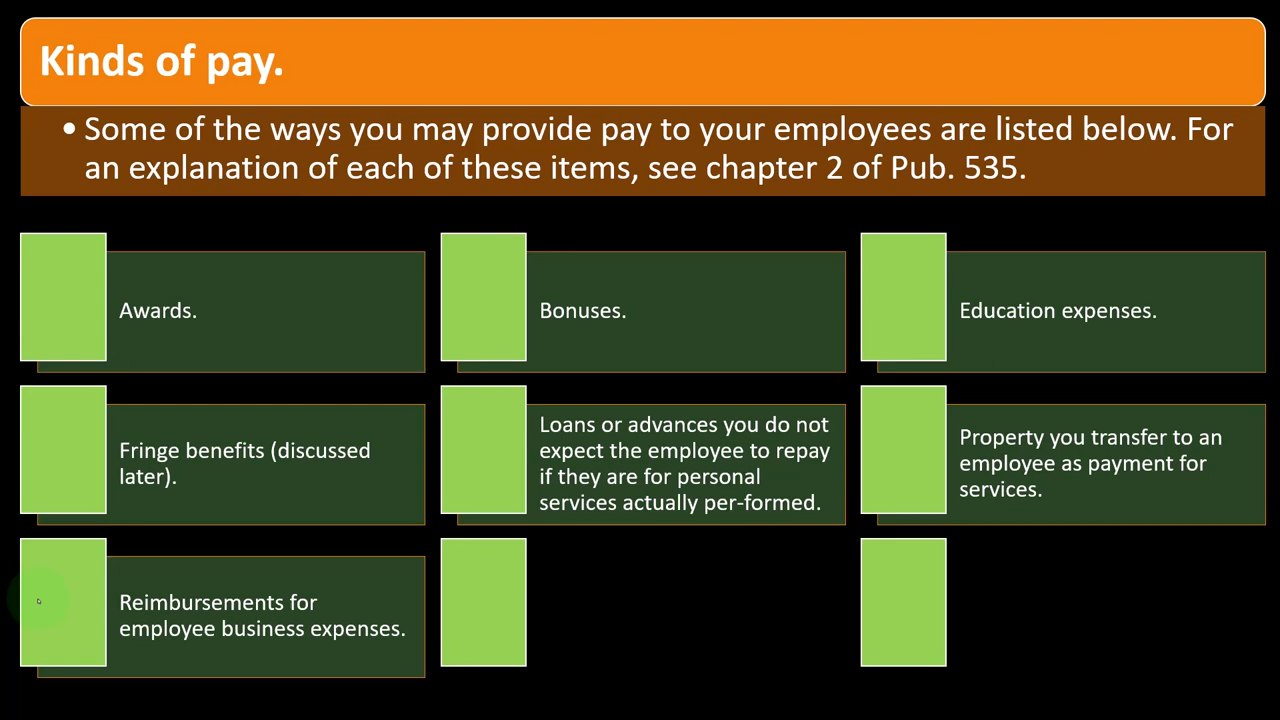 Kinds of pay.
• Some of the ways you may provide pay to your employees are listed below. For
an explanation of each of these items, see chapter 2 of Pub. 535.
Awards.
Bonuses.
Education expenses.
Fringe benefits (discussed
later).
Loans or advances you do not
expect the employee to repay
if they are for personal
services actually per-formed.
Property you transfer to an
employee as payment for
services.
Reimbursements for
employee business expenses.